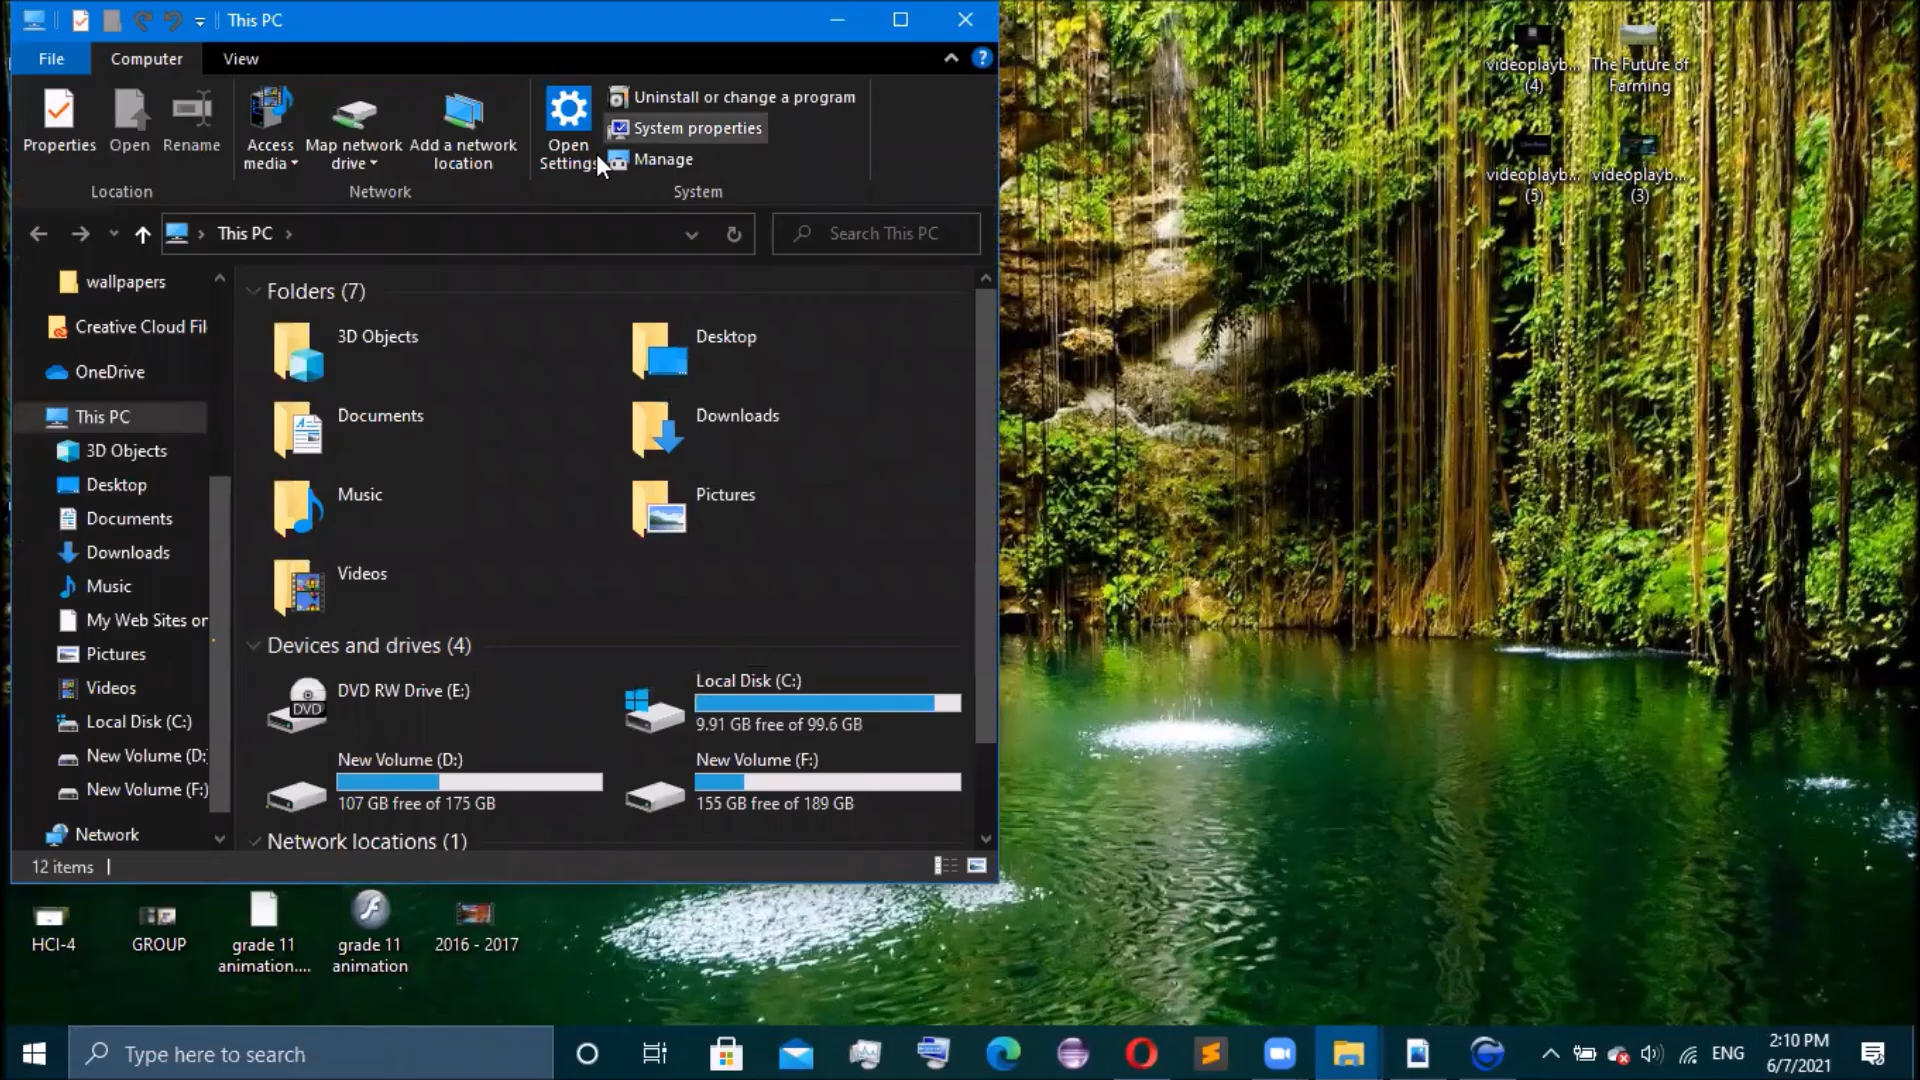 This PC
File
Computer
View
Properties
Open
Rename
Access media
Map network drive
Add a network location
Open Settings
Uninstall or change a program
System properties
Manage
Location
Network
System
This PC
Search This PC
wallpapers
Creative Cloud Fil
OneDrive
This PC
3D Objects
Desktop
Documents
Downloads
Music
My Web Sites or
Pictures
Videos
Local Disk (C:)
New Volume (D:
New Volume (F:)
Network
Folders (7)
3D Objects
Desktop
Documents
Downloads
Music
Pictures
Videos
Devices and drives (4)
DVD
DVD RW Drive (E:)
Local Disk (C:)
9.91 GB free of 99.6 GB
New Volume (D:)
107 GB free of 175 GB
New Volume (F:)
155 GB free of 189 GB
Network locations (1)
12 items
videoplayb...
(4)
The Future of
Farming
videoplayb...
(5)
videoplayb...
(3)
HCI-4
GROUP
grade 11
animation....
grade 11
animation
2016 - 2017
Type here to search
ENG
2:10 PM
6/7/2021